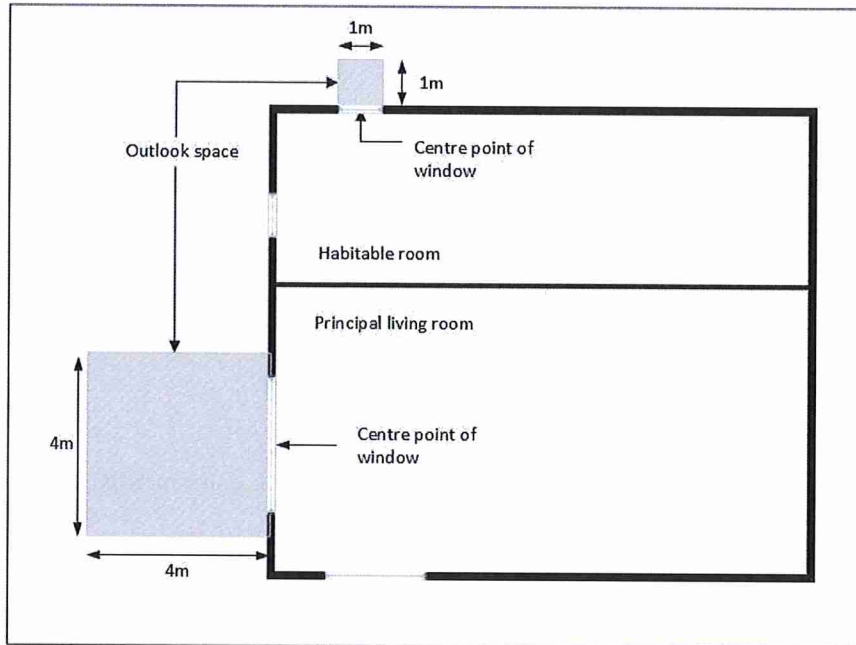 1m
1m
Outlook space
Centre point of
window
Habitable room
Principal living room
4m
Centre point of
window
4m